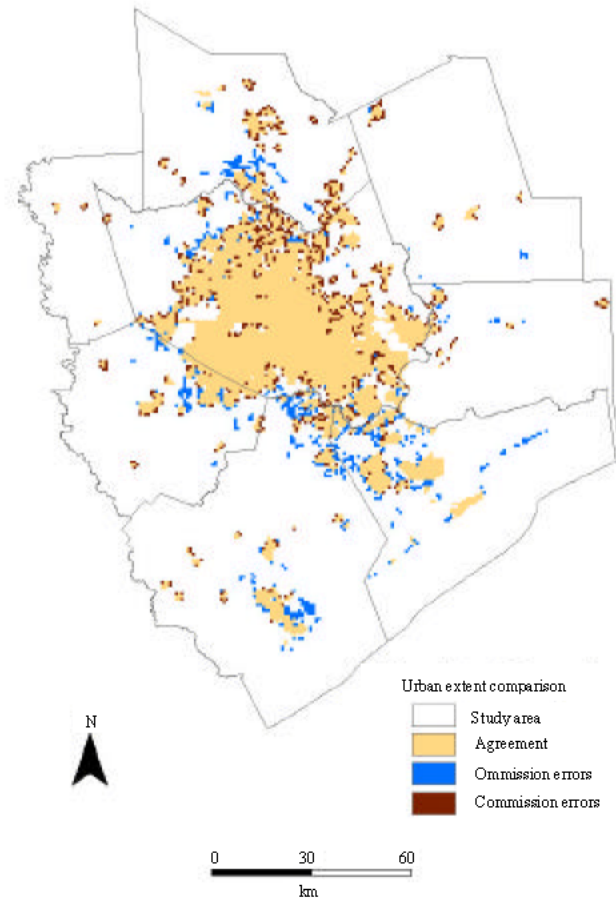 Urban extent comparison
Study area
Agreement
Ommission errors
Commission errors
N
0 30 60
km